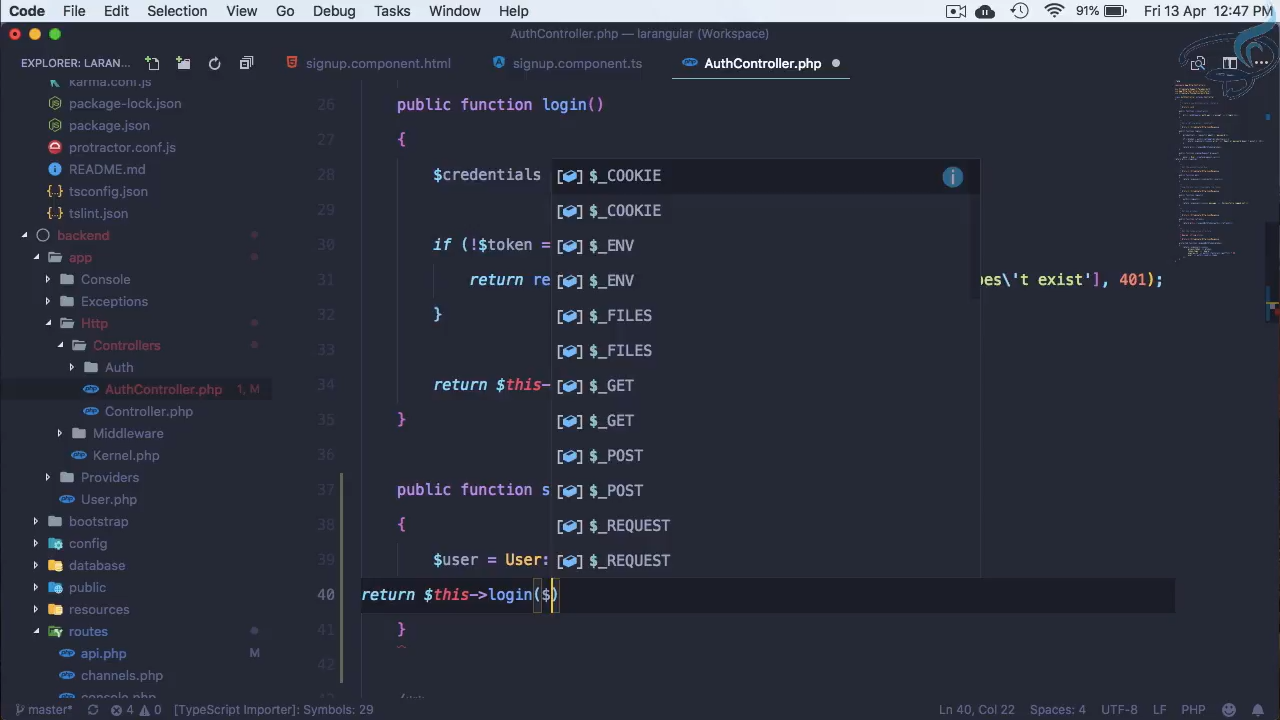 Code File Edit Selection View Go Debug Tasks Window Help 91% Fri 13 Apr 12:47 PM
AuthController.php — larangular (Workspace)
EXPLORER: LARAN signup.component.html signup.component.ts AuthController.php
karma.conf.js
package-lock.json
package.json
protractor.conf.js
README.md
tsconfig.json
tslint.json
backend
app
Console
Exceptions
Http
Controllers
Auth
AuthController.php 1, M
Controller.php
Middleware
Kernel.php
Providers
User.php
bootstrap
config
database
public
resources
routes
api.php M
channels.php
console.php
26 public function login()
27 {
28 $credentials
29
30 if (!$token =
31 return re es\'t exist'], 401);
32 }
33
34 return $this-
35 }
36
37 public function s
38 {
39 $user = User:
40 return $this->login($)
41 }
42
$_COOKIE
$_COOKIE
$_ENV
$_ENV
$_FILES
$_FILES
$_GET
$_GET
$_POST
$_POST
$_REQUEST
$_REQUEST
master* 4 0 [TypeScript Importer]: Symbols: 29 Ln 40, Col 22 Spaces: 4 UTF-8 LF PHP